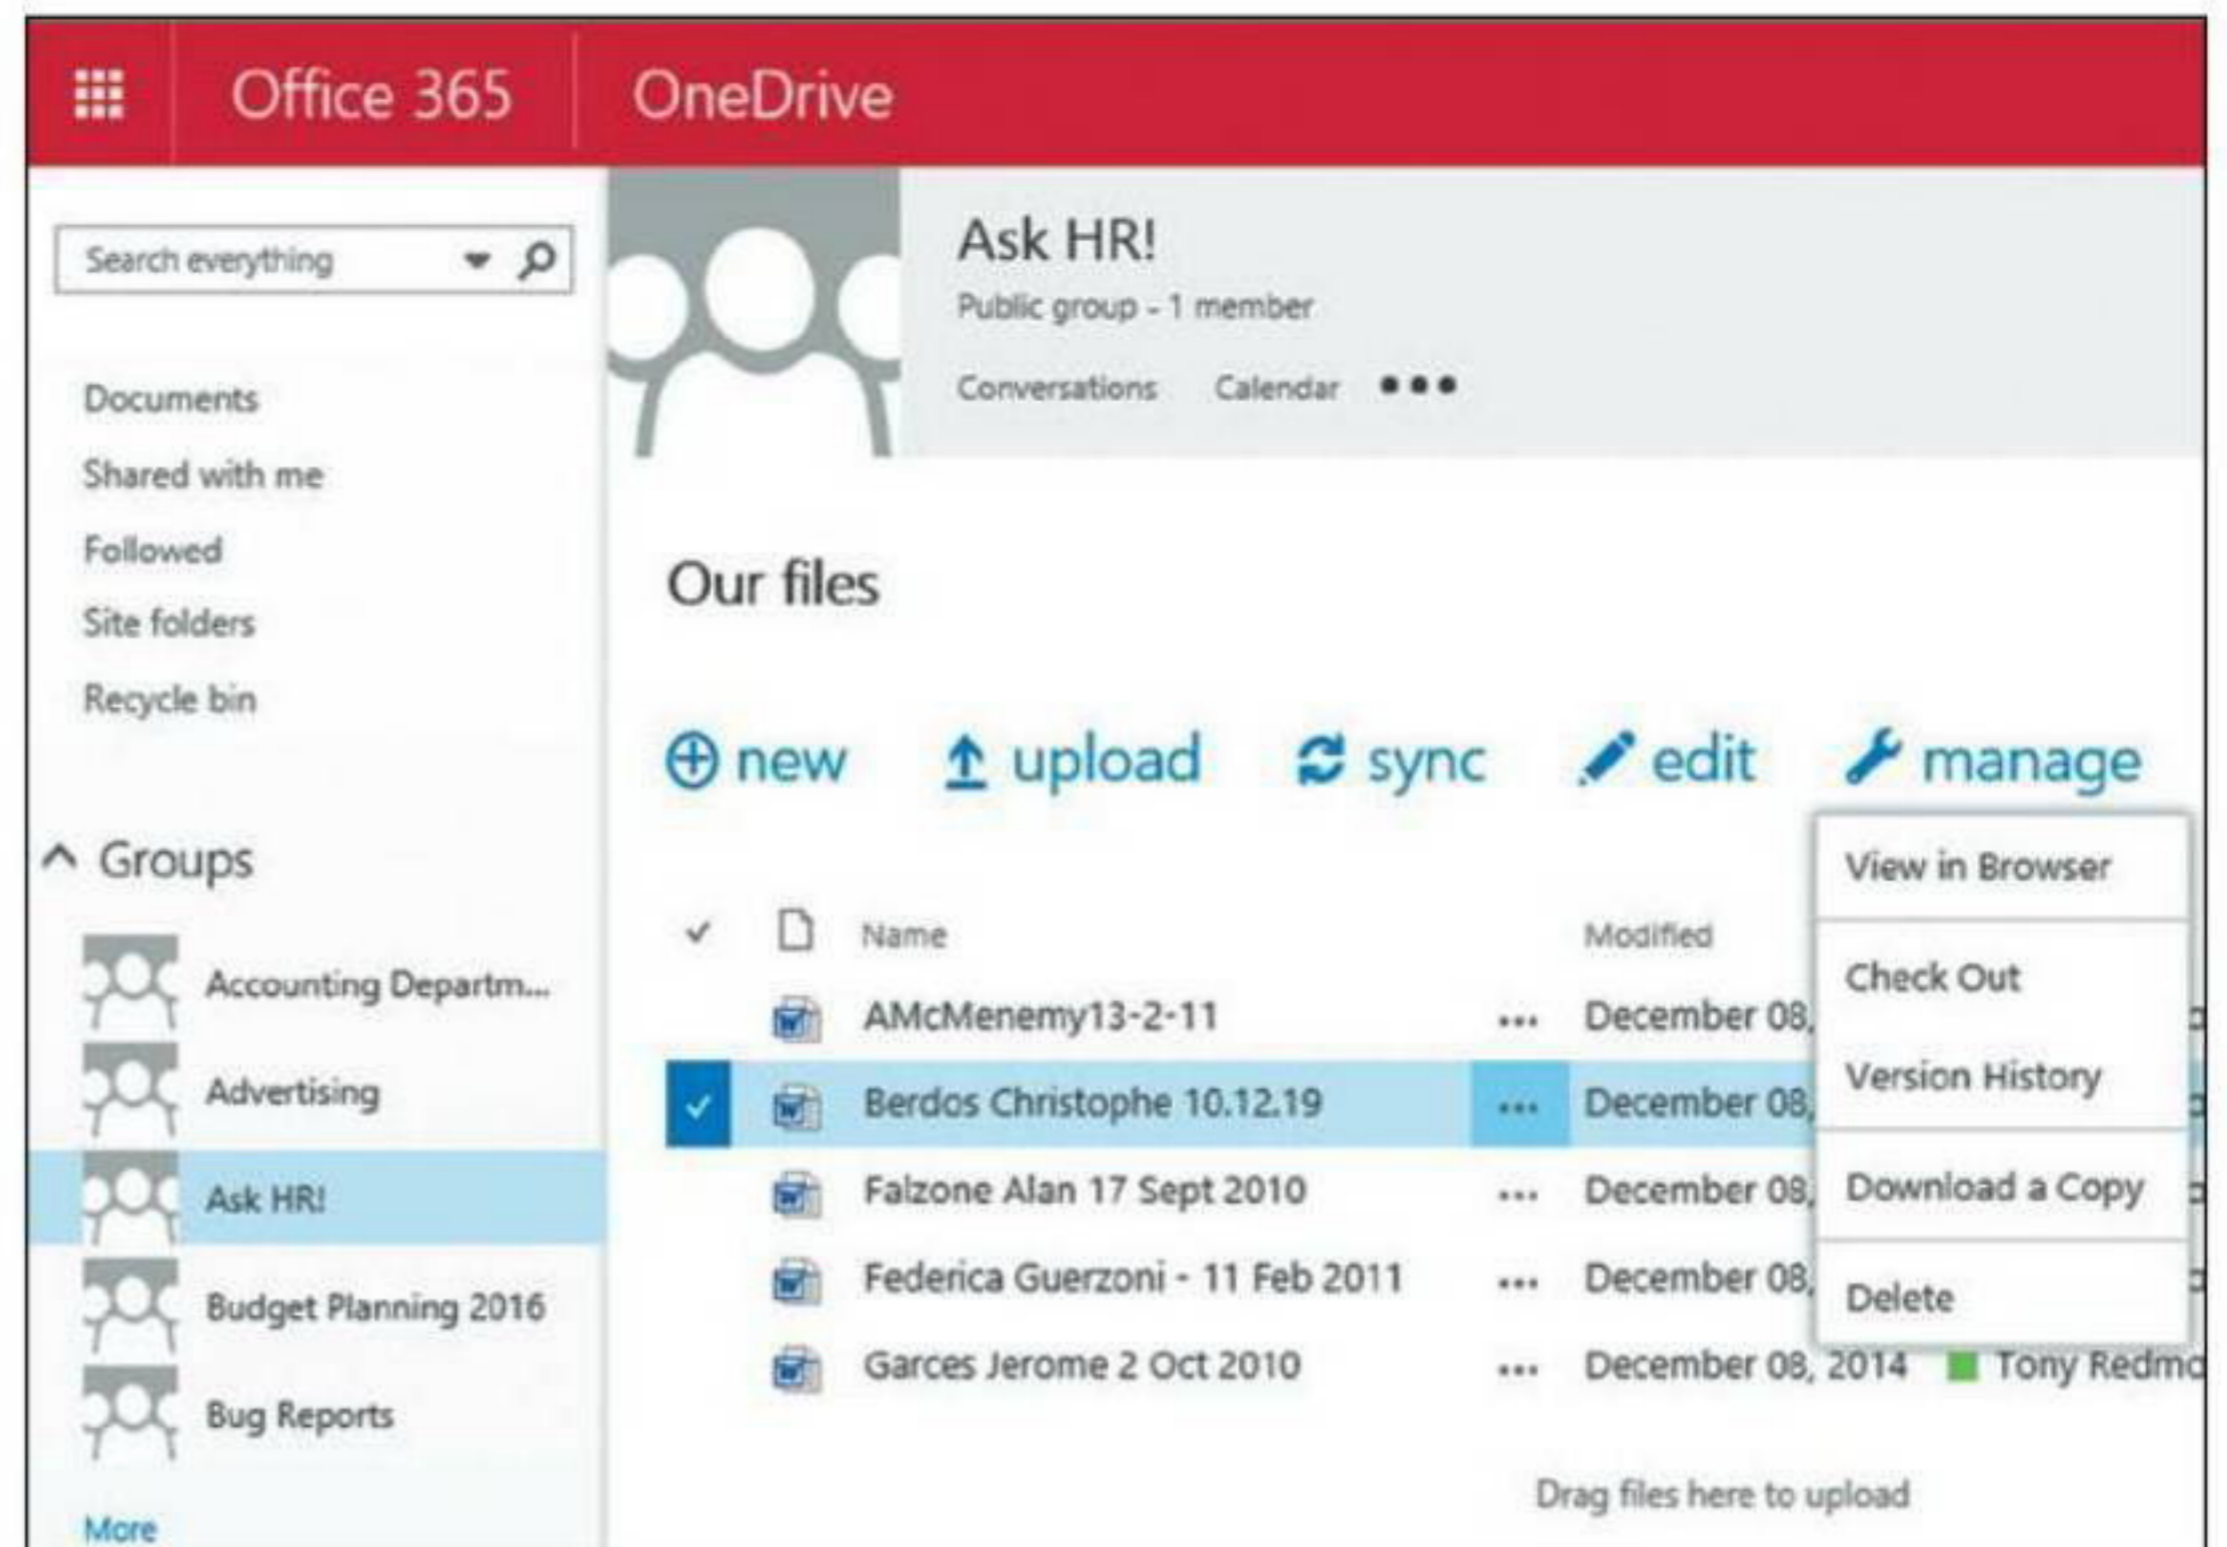 Office 365 OneDrive
Search everything
Documents
Shared with me
Followed
Site folders
Recycle bin
Groups
Accounting Departm...
Advertising
Ask HR!
Budget Planning 2016
Bug Reports
More
Ask HR!
Public group - 1 member
Conversations Calendar •••
Our files
new upload sync edit manage
View in Browser
Check Out
Version History
Download a Copy
Delete
Name Modified
AMcMenemy13-2-11 ... December 08,
Berdos Christophe 10.12.19 ... December 08,
Falzone Alan 17 Sept 2010 ... December 08,
Federica Guerzoni - 11 Feb 2011 ... December 08,
Garces Jerome 2 Oct 2010 ... December 08, 2014 Tony Redmo
Drag files here to upload